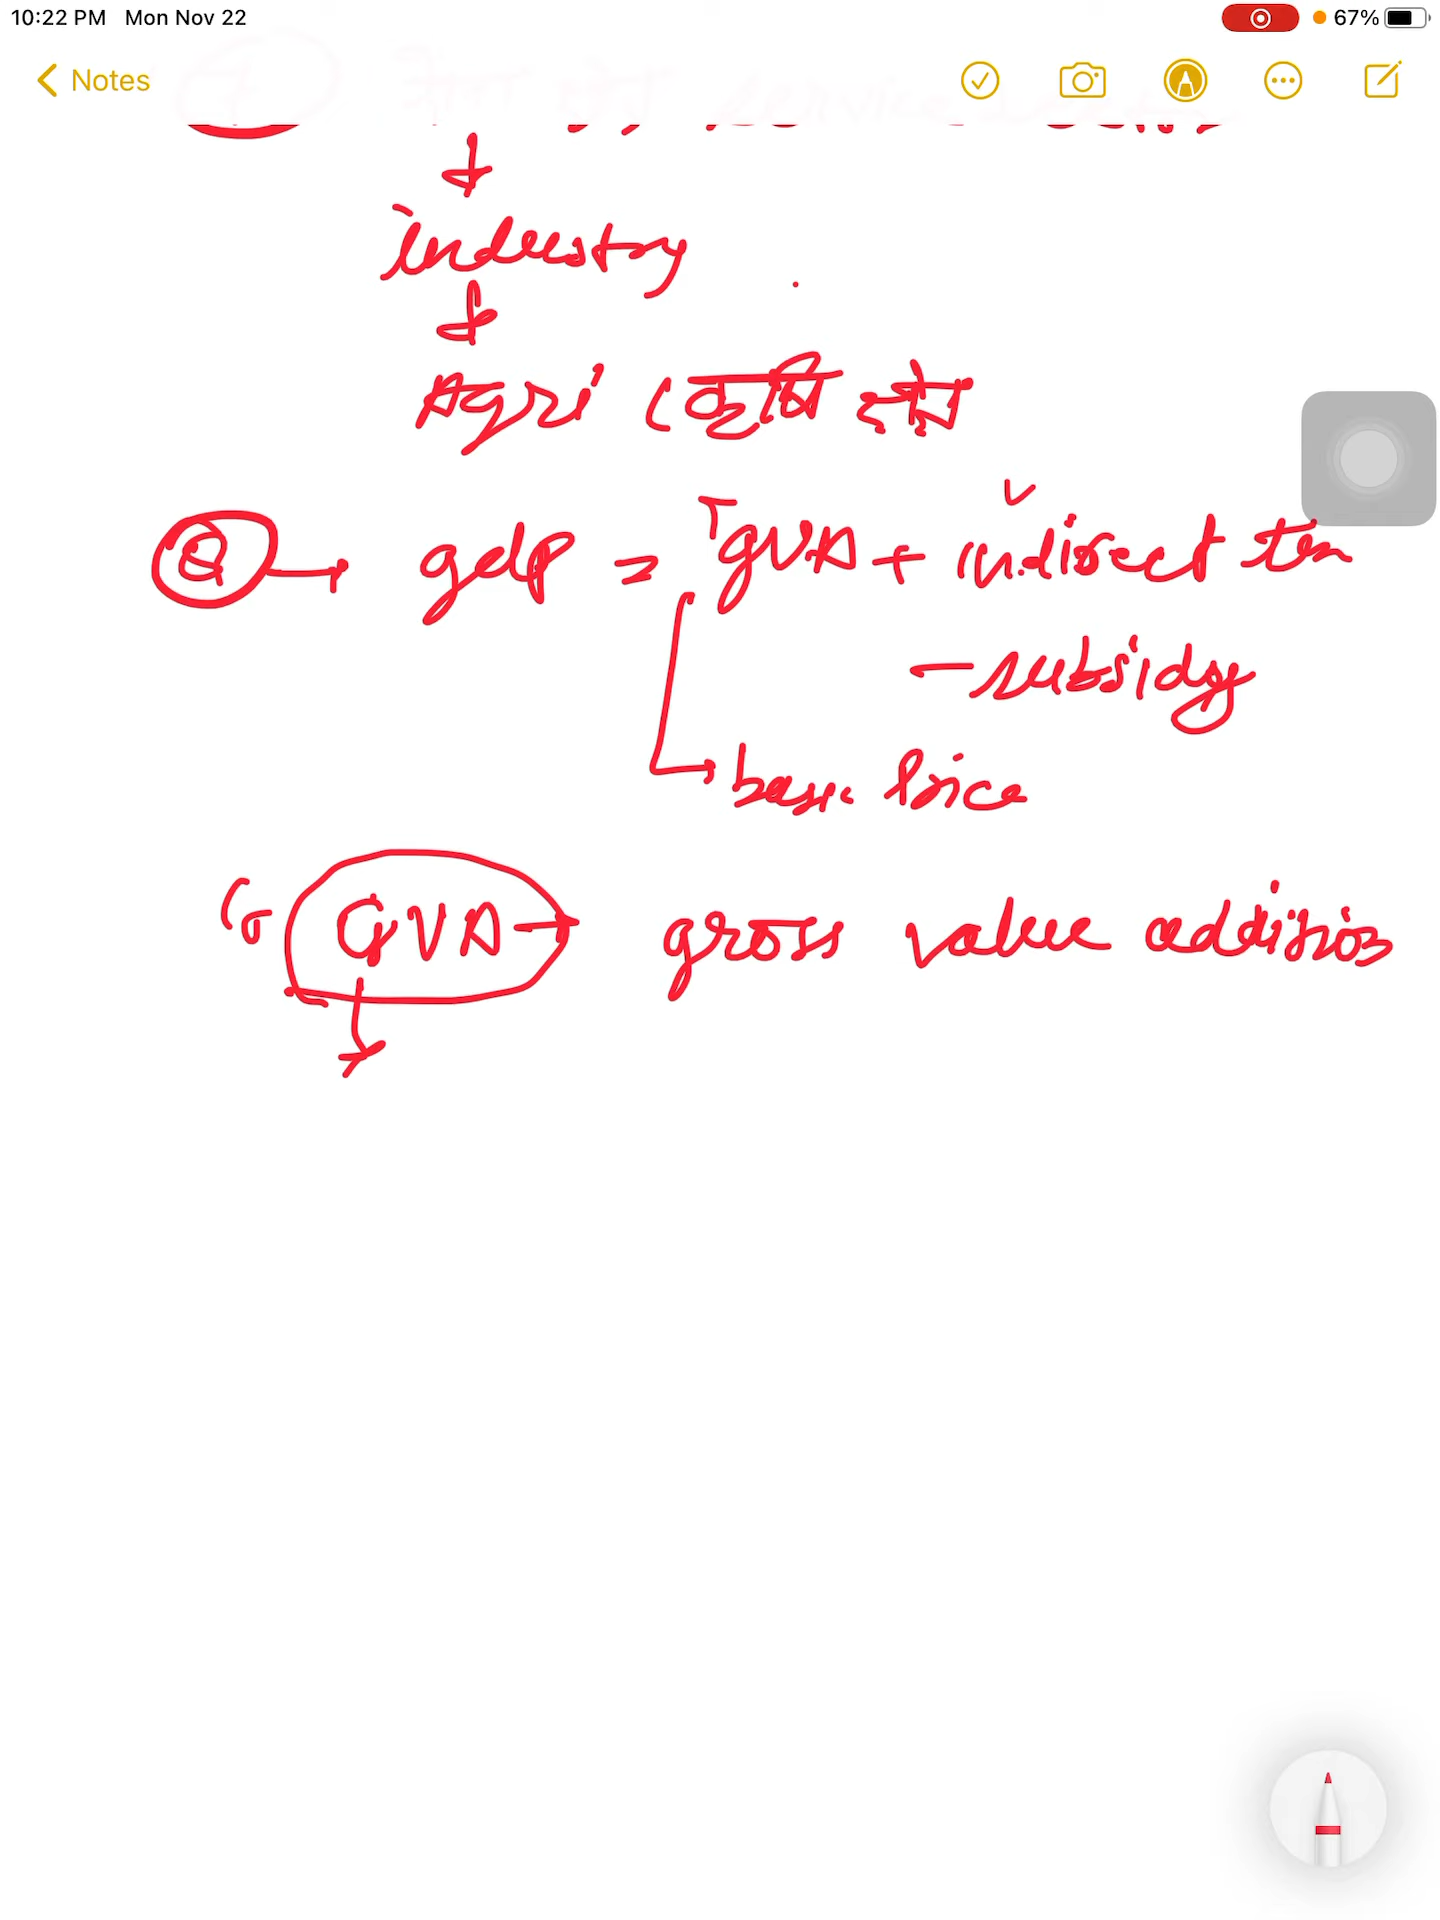 10:22 PM Mon Nov 22
67%
Notes
industry
Agri (कृषि क्षेत्र
Q → gdp = gVA + indirect tax
- subsidy
basic Price
GVA → gross value addition